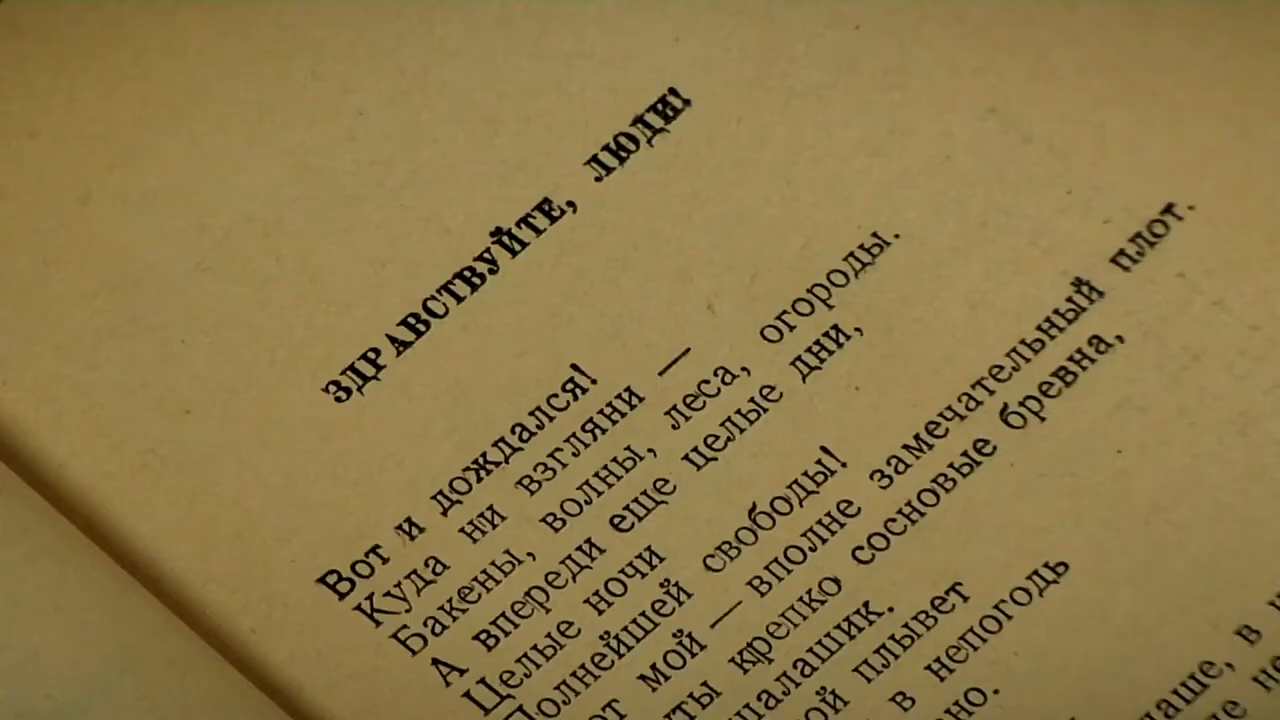 ЗДРАВСТВУЙТЕ, ЛЮДИ!
Вот и дождался!
Куда ни взгляни —
Бакены, волны, леса, огороды.
А впереди еще целые дни,
Целые ночи
Полнейшей свободы!
мой — вполне замечательный плот.
крепко сосновые бревна,
шалашик.
плывет
в непогодь